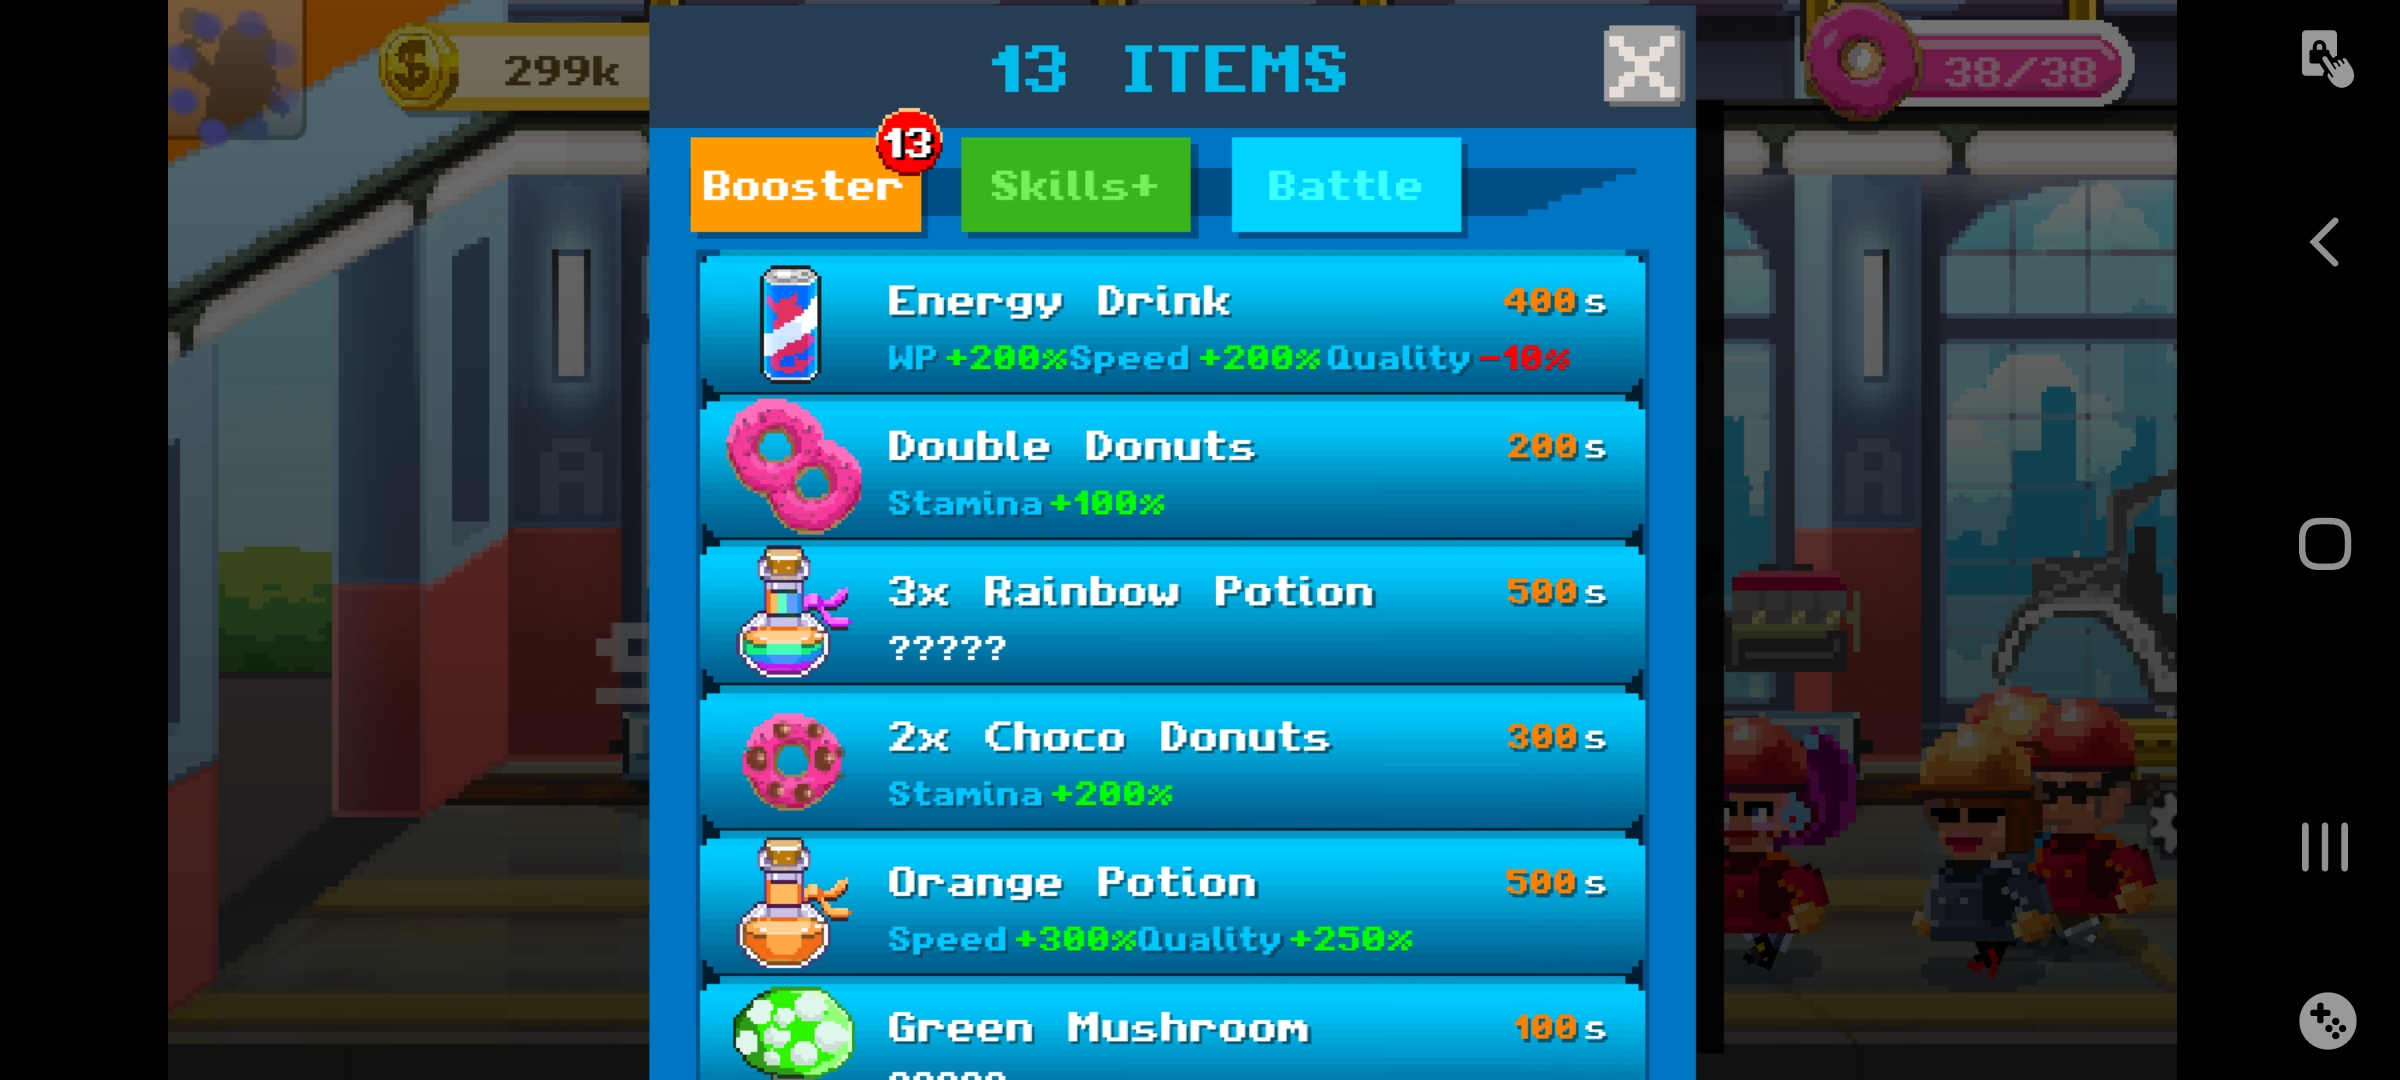 299k
13 ITEMS
38/38
Booster 13
Skills+
Battle
Energy Drink 400s
WP +200% Speed +200% Quality -10%
Double Donuts 200s
Stamina +100%
3x Rainbow Potion 500s
?????
2x Choco Donuts 300s
Stamina +200%
Orange Potion 500s
Speed +300% Quality +250%
Green Mushroom 100s
?????
A
A